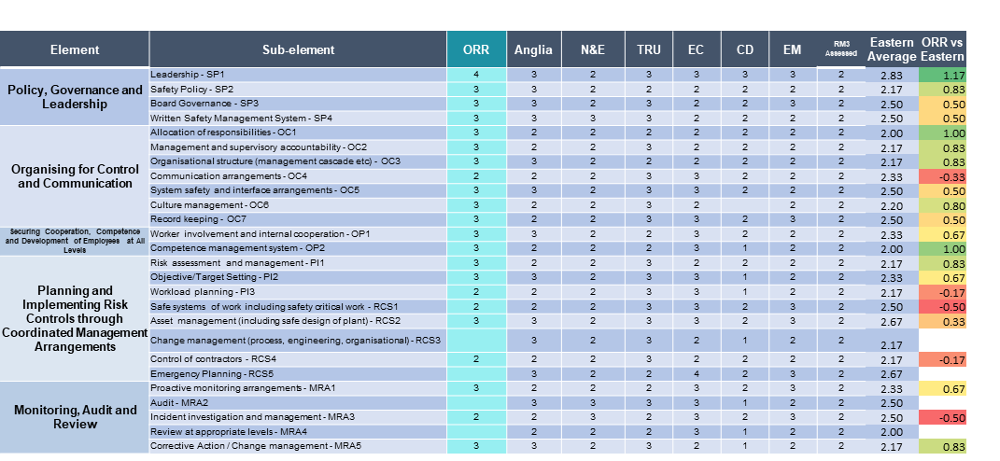 Element Sub-element ORR Anglia N&E TRU EC CD EM RM3 Assessed Eastern Average ORR vs Eastern
Policy, Governance and Leadership
Leadership - SP1 4 3 2 3 3 3 3 2 2.83 1.17
Safety Policy - SP2 3 3 2 2 2 2 2 2 2.17 0.83
Board Governance - SP3 3 3 2 3 2 2 3 2 2.50 0.50
Written Safety Management System - SP4 3 3 3 3 2 2 2 2 2.50 0.50
Organising for Control and Communication
Allocation of responsibilities - OC1 3 2 2 2 2 2 2 2 2.00 1.00
Management and supervisory accountability - OC2 3 2 2 3 2 2 2 2 2.17 0.83
Organisational structure (management cascade etc) - OC3 3 3 2 2 2 2 2 2 2.17 0.83
Communication arrangements - OC4 2 2 2 3 3 2 2 2 2.33 -0.33
System safety and interface arrangements - OC5 3 3 2 3 3 2 2 2 2.50 0.50
Culture management - OC6 3 2 2 3 2 2 2 2.20 0.80
Record keeping - OC7 3 2 2 3 3 2 3 2 2.50 0.50
Securing Cooperation, Competence and Development of Employees at All Levels
Worker involvement and internal cooperation - OP1 3 3 2 2 2 2 3 2 2.33 0.67
Competence management system - OP2 3 2 2 2 3 1 2 2 2.00 1.00
Planning and Implementing Risk Controls through Coordinated Management Arrangements
Risk assessment and management - PI1 3 2 2 3 2 2 2 2 2.17 0.83
Objective/Target Setting - PI2 3 3 2 3 3 1 2 2 2.33 0.67
Workload planning - PI3 2 2 2 3 3 1 2 2 2.17 -0.17
Safe systems of work including safety critical work - RCS1 2 2 2 3 3 2 3 2 2.50 -0.50
Asset management (including safe design of plant) - RCS2 3 3 2 3 3 2 3 2 2.67 0.33
Change management (process, engineering, organisational) - RCS3 3 2 3 2 1 2 2 2.17
Control of contractors - RCS4 2 2 2 3 2 2 2 2 2.17 -0.17
Emergency Planning - RCS5 3 2 2 4 2 3 2 2.67
Monitoring, Audit and Review
Proactive monitoring arrangements - MRA1 3 2 2 2 3 2 3 2 2.33 0.67
Audit - MRA2 3 3 3 3 1 2 2 2.50
Incident investigation and management - MRA3 2 2 3 2 3 2 3 2 2.50 -0.50
Review at appropriate levels - MRA4 2 2 2 3 1 2 2 2.00
Corrective Action / Change management - MRA5 3 3 2 3 2 1 2 2 2.17 0.83